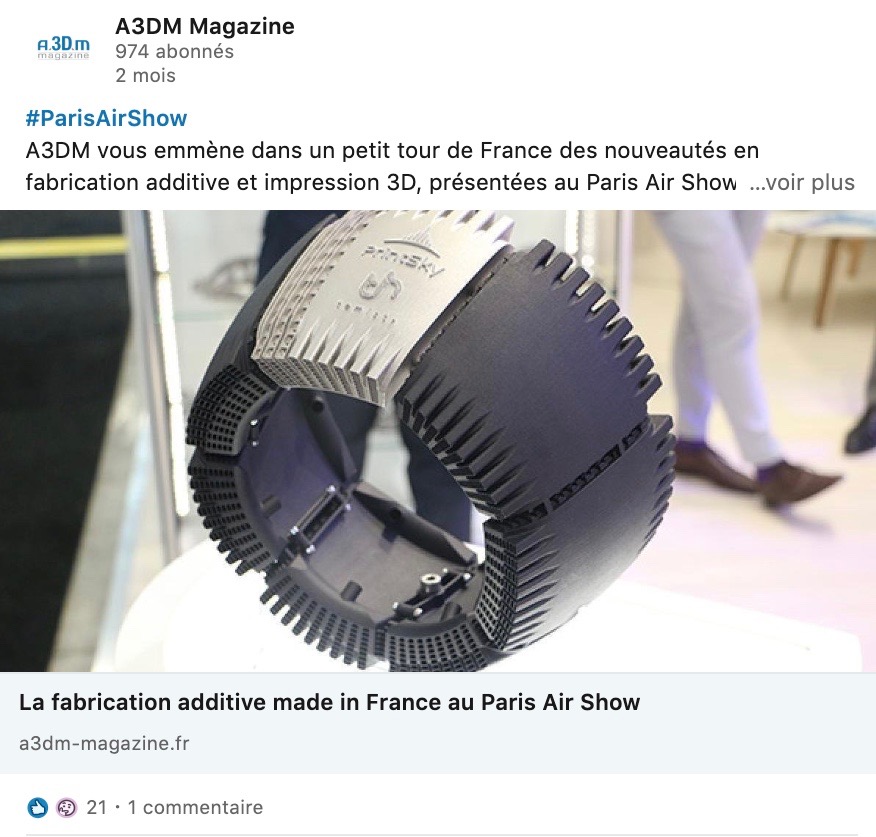 A.3D.m
magazine
A3DM Magazine
974 abonnés
2 mois
#ParisAirShow
A3DM vous emmène dans un petit tour de France des nouveautés en
fabrication additive et impression 3D, présentées au Paris Air Show ...voir plus
PrintSky
La fabrication additive made in France au Paris Air Show
a3dm-magazine.fr
21 · 1 commentaire